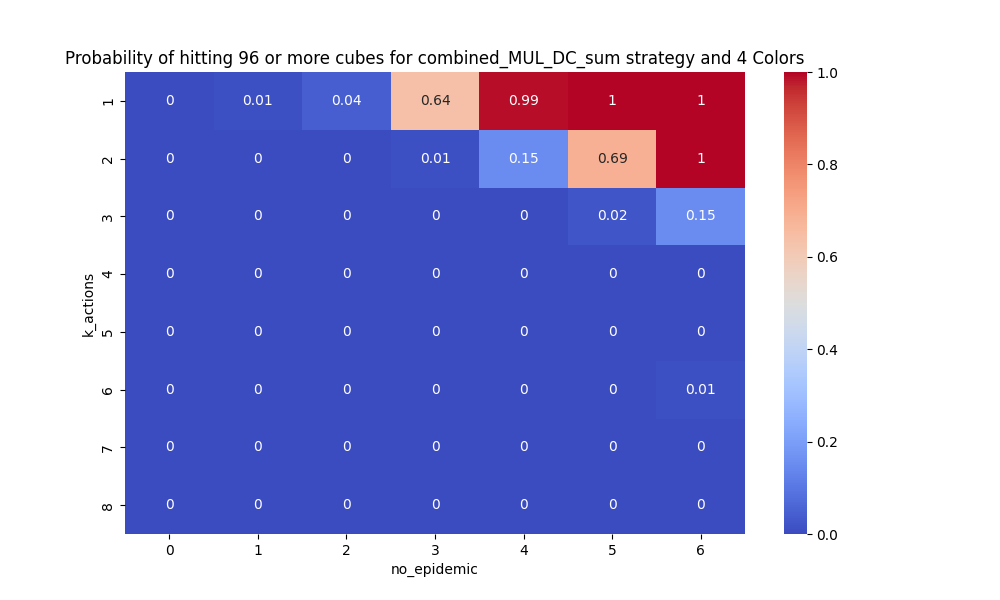 Probability of hitting 96 or more cubes for combined_MUL_DC_sum strategy and 4 Colors
1 0 0.01 0.04 0.64 0.99 1 1
2 0 0 0 0.01 0.15 0.69 1
3 0 0 0 0 0 0.02 0.15
4 0 0 0 0 0 0 0
5 0 0 0 0 0 0 0
6 0 0 0 0 0 0 0.01
7 0 0 0 0 0 0 0
8 0 0 0 0 0 0 0
k_actions
0 1 2 3 4 5 6
no_epidemic
1.0
0.8
0.6
0.4
0.2
0.0